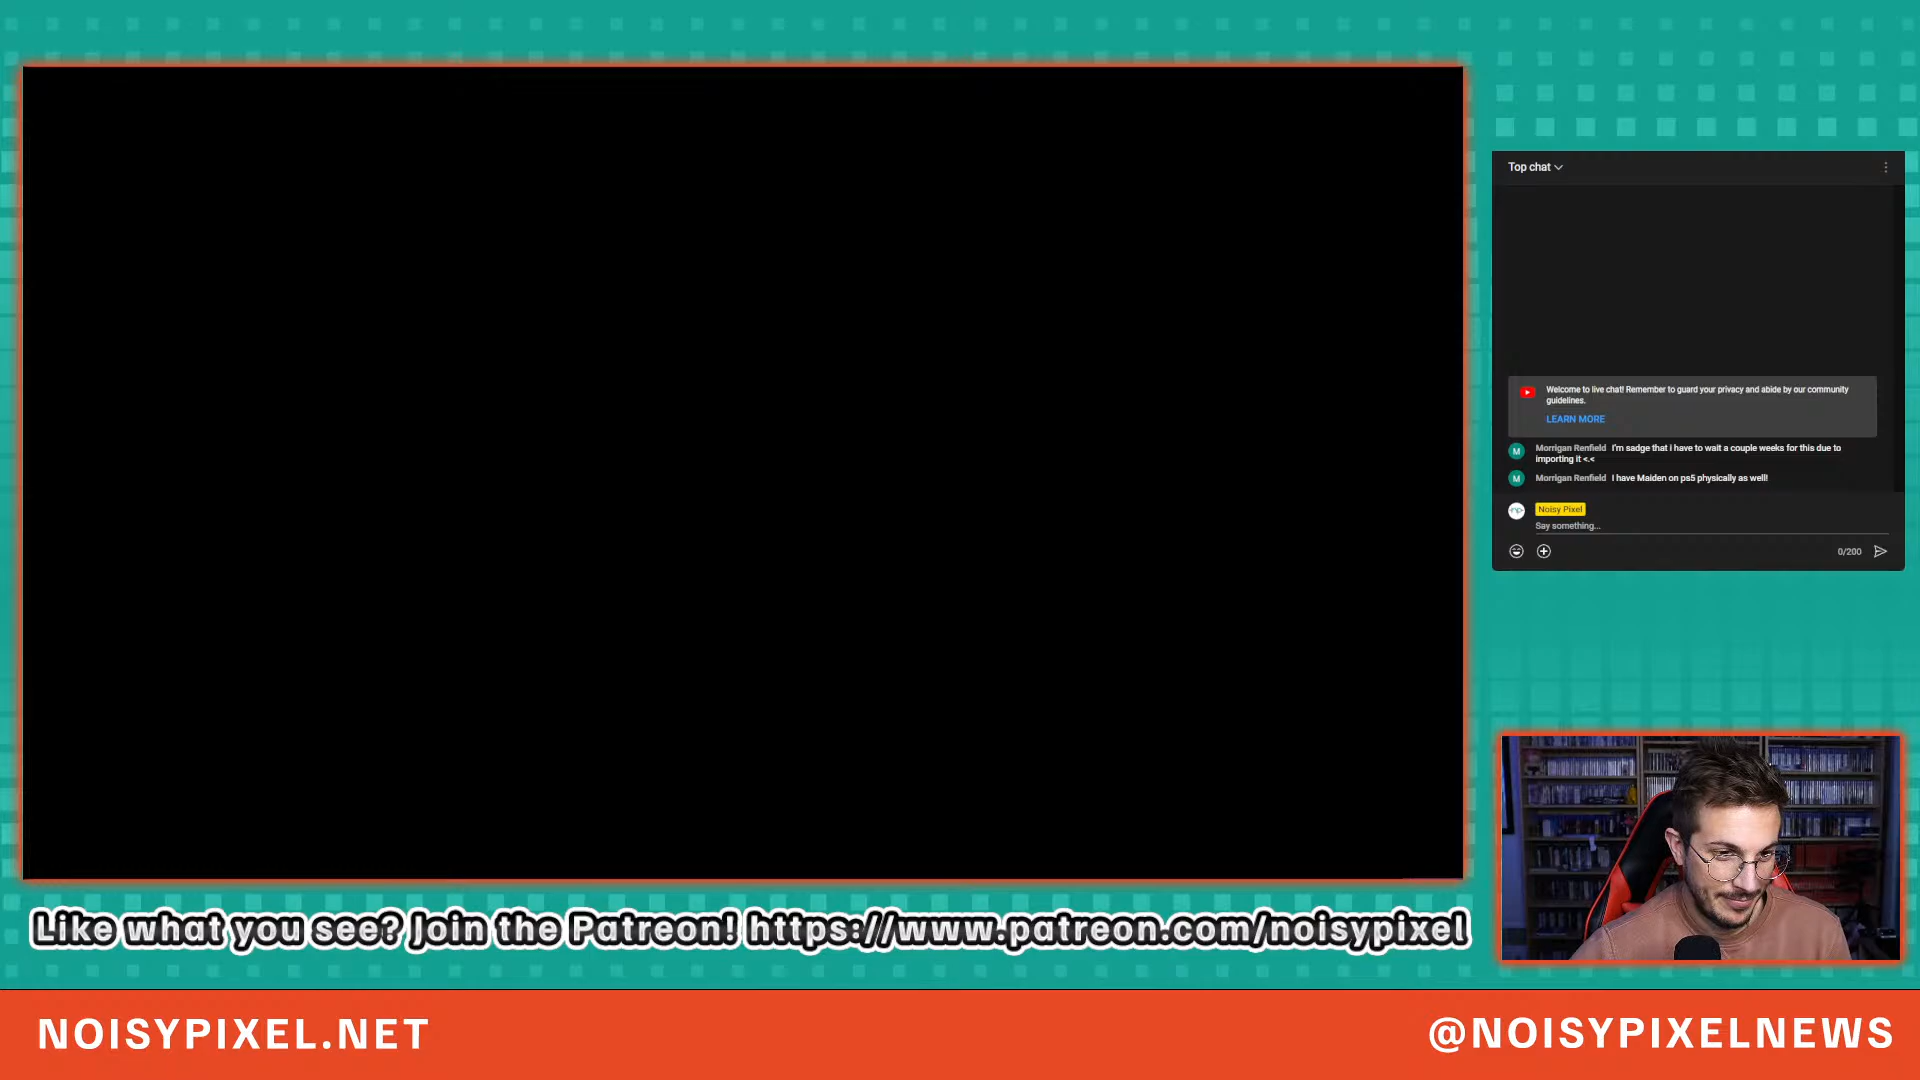 Top chat
Welcome to live chat! Remember to guard your privacy and abide by our community
guidelines.
LEARN MORE
M Morrigan Renfield I'm sadge that i have to wait a couple weeks for this due to
importing it <.<
M Morrigan Renfield I have Maiden on ps5 physically as well!
Noisy Pixel
Say something...
0/200
Like what you see? Join the Patreon! https://www.patreon.com/noisypixel
NOISYPIXEL.NET
@NOISYPIXELNEWS